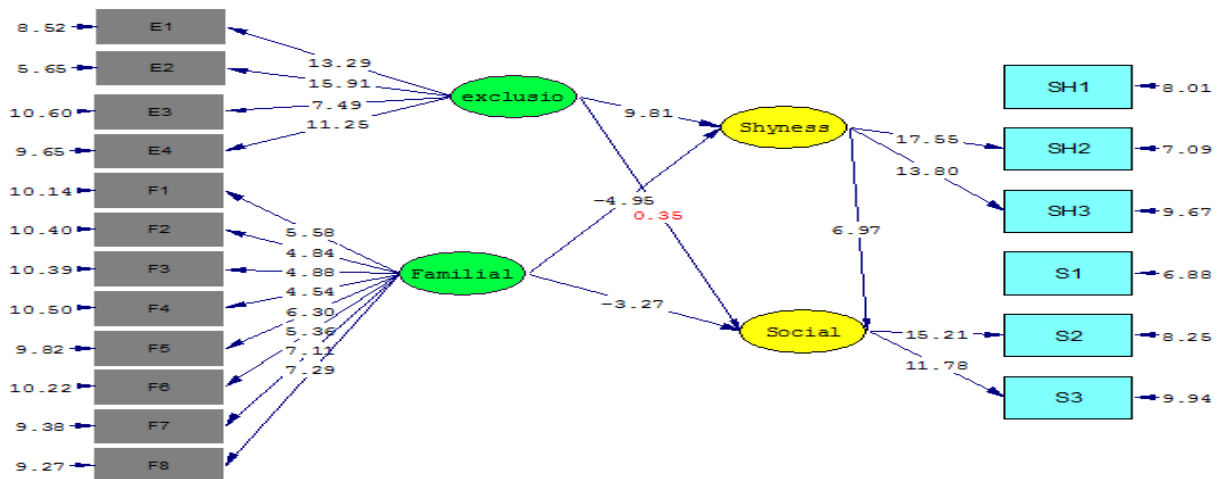 8.52 E1
5.65 E2
10.60 E3
9.65 E4
10.14 F1
10.40 F2
10.39 F3
10.50 F4
9.82 F5
10.22 F6
9.38 F7
9.27 F8
13.29
15.91
7.49
11.25
5.58
4.84
4.88
4.54
6.30
5.36
7.11
7.29
exclusio
Familial
9.81
-4.95
0.35
-3.27
Shyness
6.97
Social
17.55
13.80
15.21
11.78
SH1 8.01
SH2 7.09
SH3 9.67
S1 6.88
S2 8.25
S3 9.94